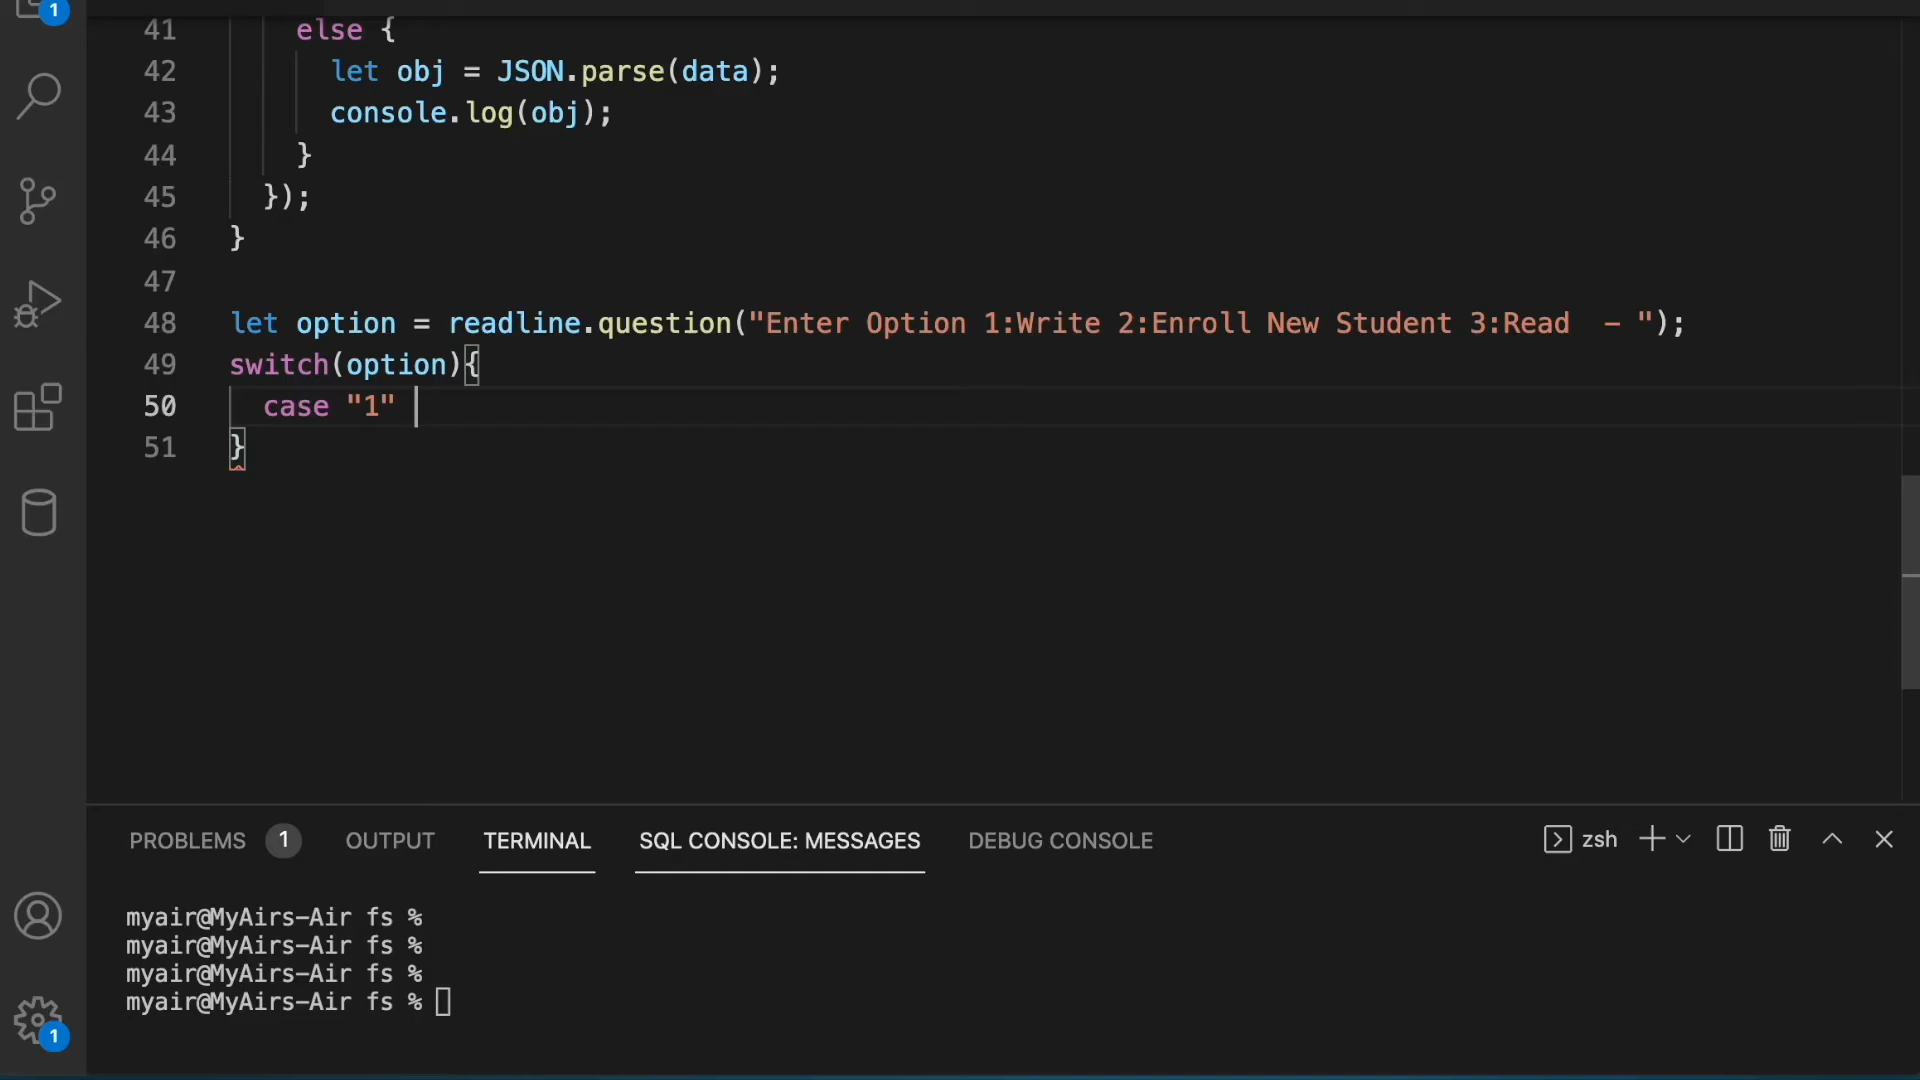 1
41 else {
42 let obj = JSON.parse(data);
43 console.log(obj);
44 }
45 });
46 }
47
48 let option = readline.question("Enter Option 1:Write 2:Enroll New Student 3:Read  - ");
49 switch(option){
50 case "1"
51 }
PROBLEMS 1 OUTPUT TERMINAL SQL CONSOLE: MESSAGES DEBUG CONSOLE zsh
myair@MyAirs-Air fs %
myair@MyAirs-Air fs %
myair@MyAirs-Air fs %
myair@MyAirs-Air fs %
1